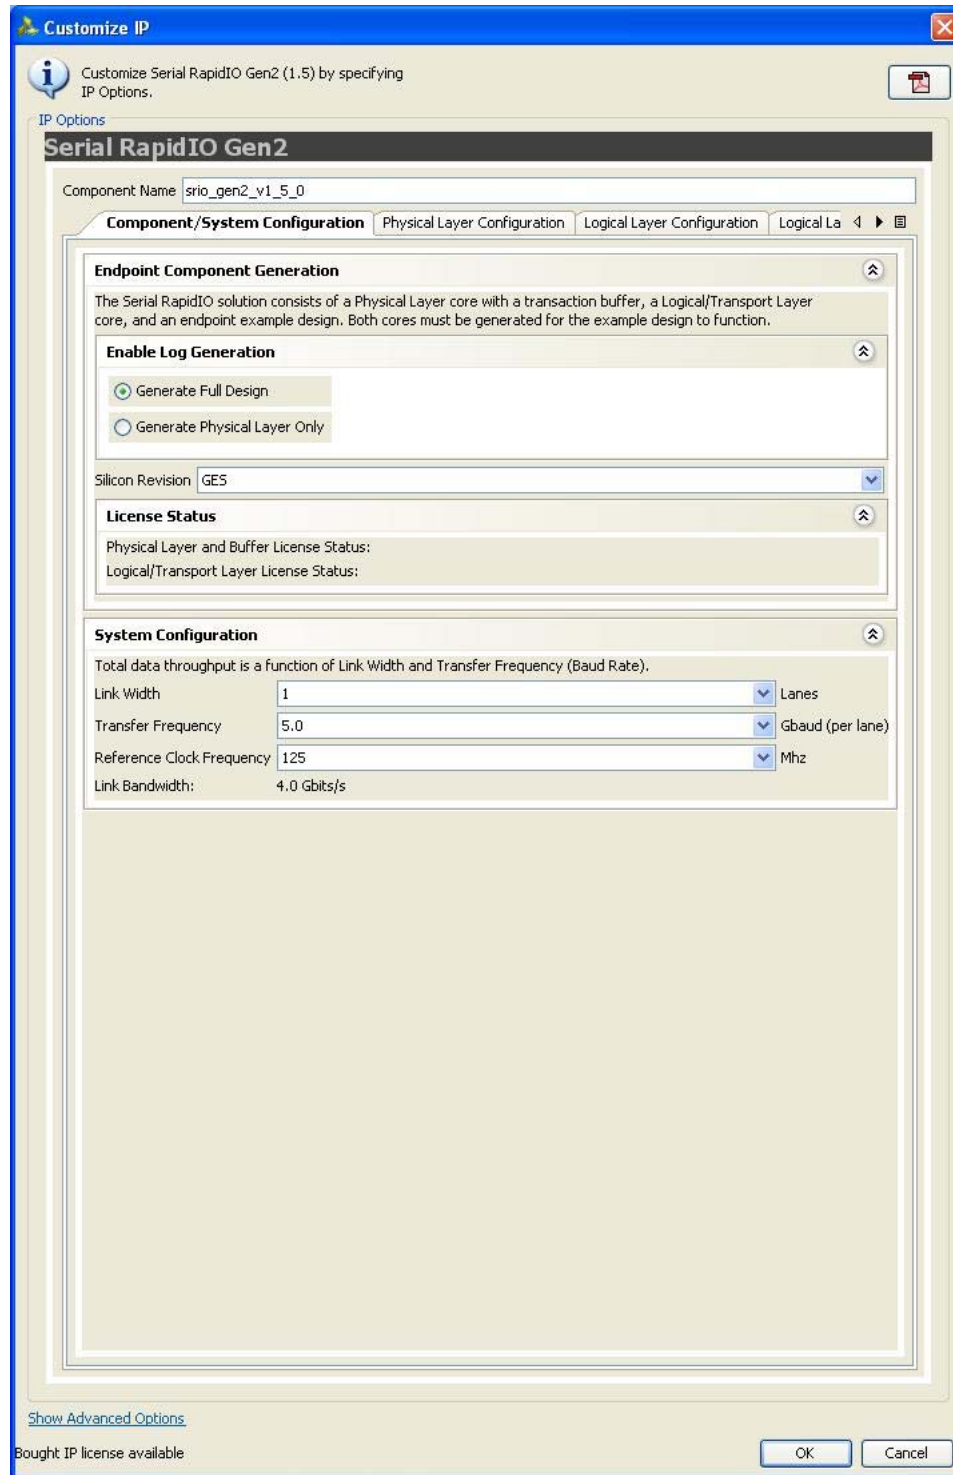 Customize IP
Customize Serial RapidIO Gen2 (1.5) by specifying
IP Options.
IP Options
Serial RapidIO Gen2
Component Name srio_gen2_v1_5_0
Component/System Configuration Physical Layer Configuration Logical Layer Configuration Logical La
Endpoint Component Generation
The Serial RapidIO solution consists of a Physical Layer core with a transaction buffer, a Logical/Transport Layer
core, and an endpoint example design. Both cores must be generated for the example design to function.
Enable Log Generation
Generate Full Design
Generate Physical Layer Only
Silicon Revision GES
License Status
Physical Layer and Buffer License Status:
Logical/Transport Layer License Status:
System Configuration
Total data throughput is a function of Link Width and Transfer Frequency (Baud Rate).
Link Width 1 Lanes
Transfer Frequency 5.0 Gbaud (per lane)
Reference Clock Frequency 125 Mhz
Link Bandwidth: 4.0 Gbits/s
Show Advanced Options
Bought IP license available
OK Cancel